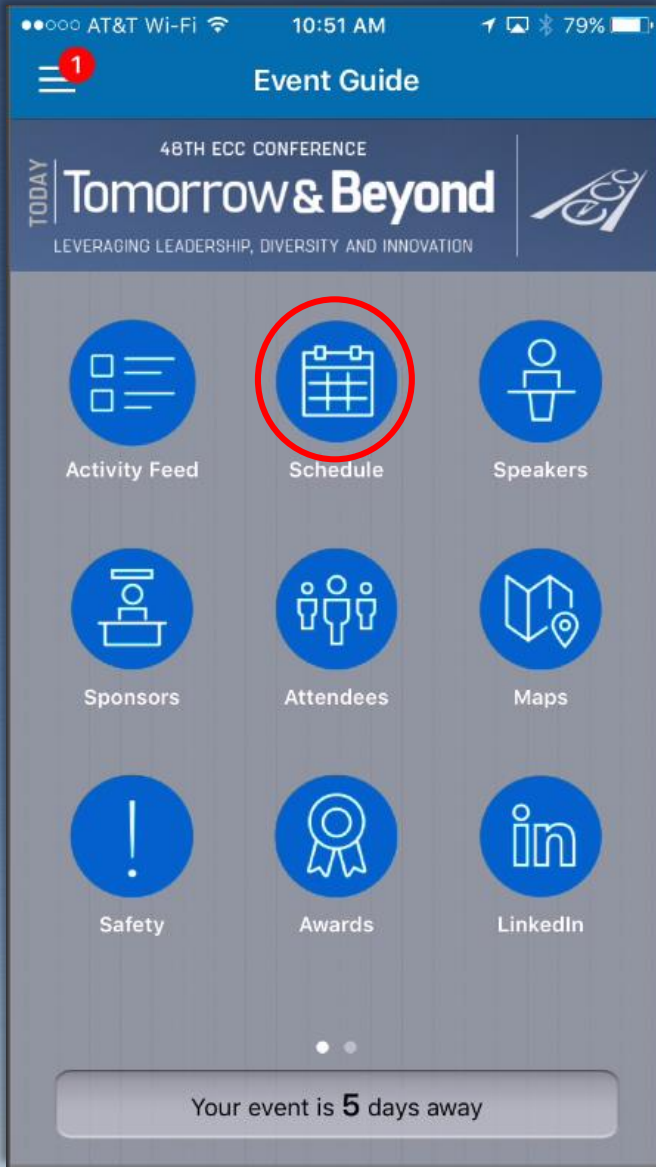 ●●○○○ AT&T Wi-Fi 10:51 AM 79%
1
Event Guide
48TH ECC CONFERENCE
TODAY
Tomorrow & Beyond
ECC
LEVERAGING LEADERSHIP, DIVERSITY AND INNOVATION
Activity Feed Schedule Speakers
Sponsors Attendees Maps
!
in
Safety Awards LinkedIn
Your event is 5 days away